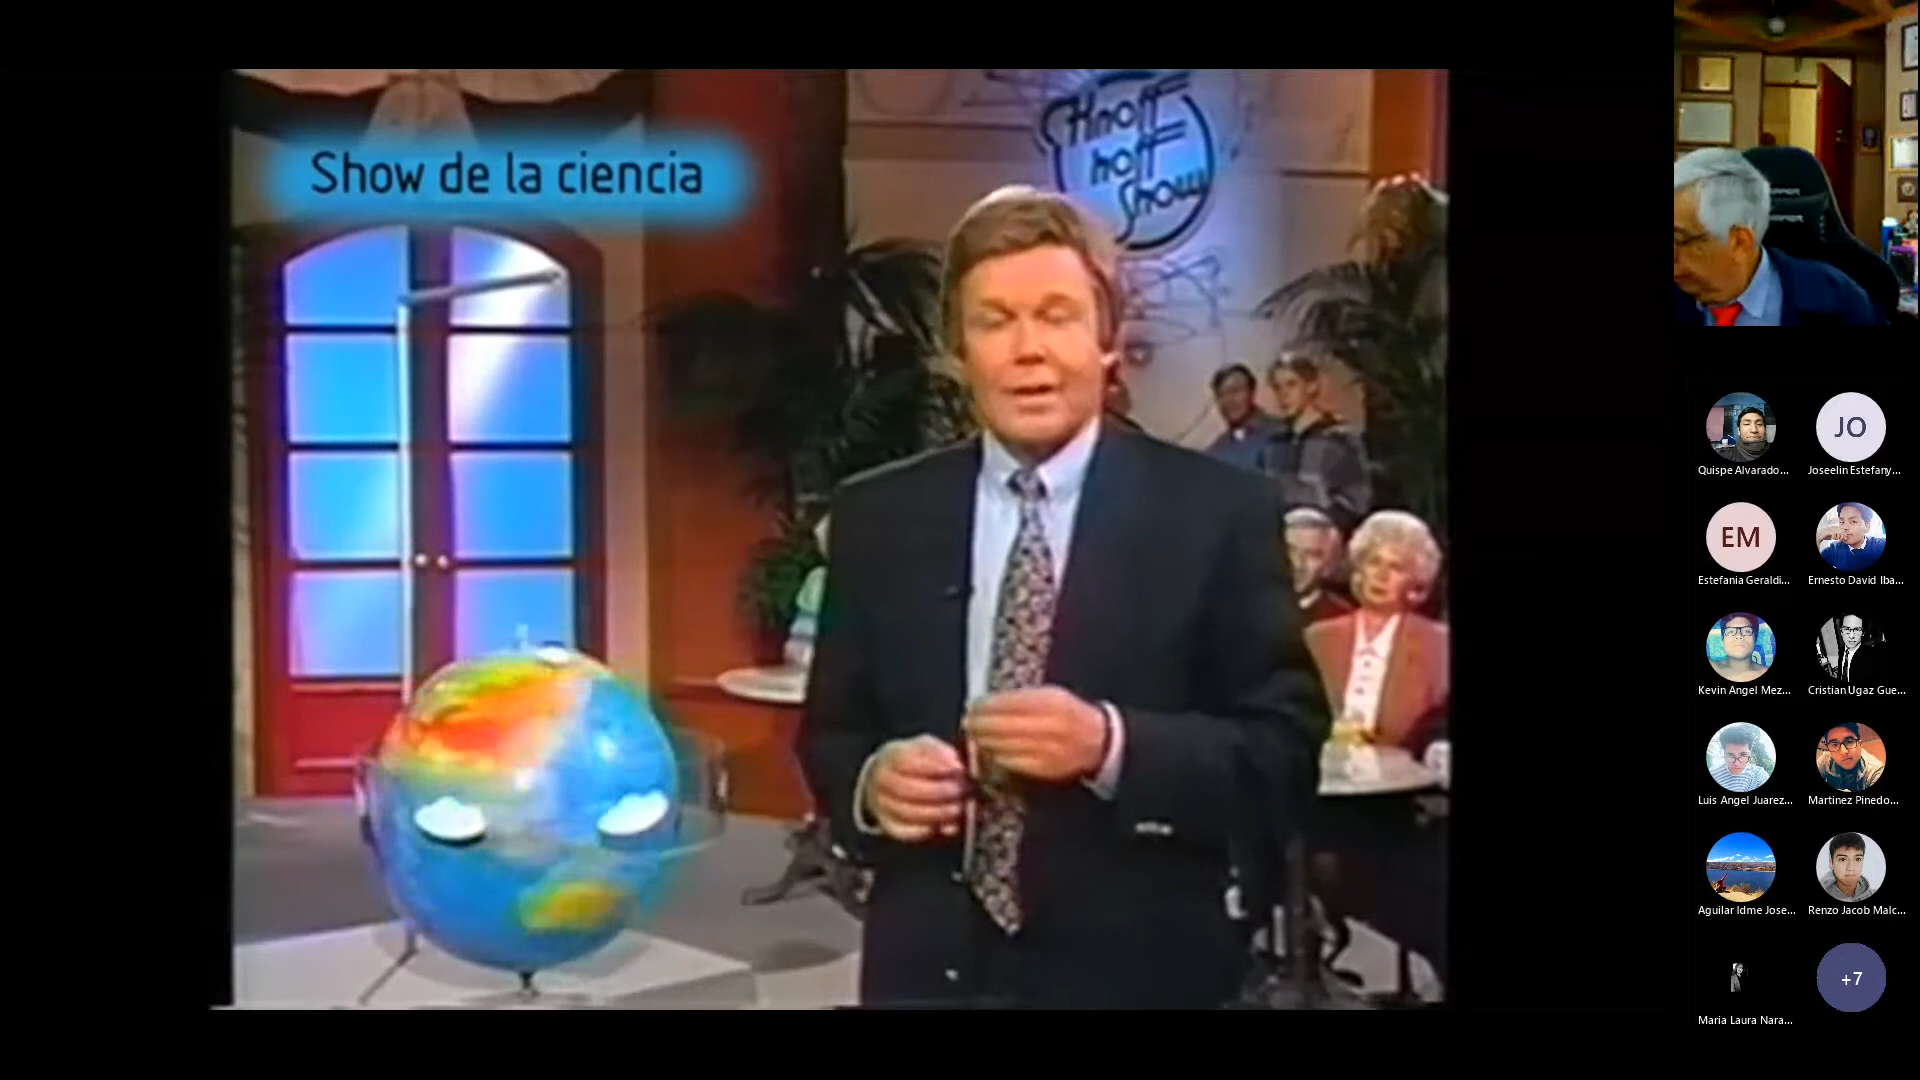 Show de la ciencia
Knoff
hoff
Show
Quispe Alvarado...
JO
Joseelin Estefany...
EM
Estefania Geraldi...
Ernesto David Iba...
Kevin Angel Mez...
Cristian Ugaz Gue...
Luis Angel Juarez...
Martinez Pinedo...
Aguilar Idme Jose...
Renzo Jacob Malc...
Maria Laura Nara...
+7